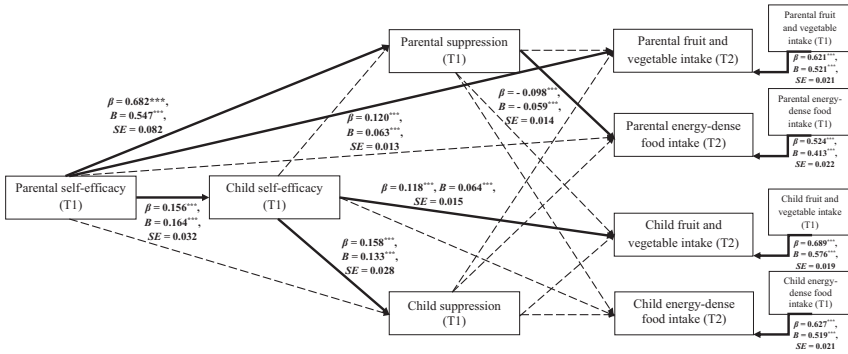 Parental suppression
(T1)
Parental fruit and
vegetable intake
(T2)
Parental fruit
and vegetable
intake (T1)
β = 0.621***,
B = 0.521***,
SE = 0.021
β = 0.682***,
B = 0.547***,
SE = 0.082
β = 0.120***,
B = 0.063***,
SE = 0.013
β = - 0.098***,
B = - 0.059***,
SE = 0.014
Parental energy-dense
food intake (T2)
Parental energy-
dense food intake
(T1)
β = 0.524***,
B = 0.413***,
SE = 0.022
Parental self-efficacy
(T1)
β = 0.156***,
B = 0.164***,
SE = 0.032
Child self-efficacy
(T1)
β = 0.118***, B = 0.064***,
SE = 0.015
β = 0.158***,
B = 0.133***,
SE = 0.028
Child fruit and
vegetable intake (T2)
Child fruit and
vegetable intake
(T1)
β = 0.689***,
B = 0.576***,
SE = 0.019
Child suppression
(T1)
Child energy-dense
food intake (T2)
Child energy-
dense food intake
(T1)
β = 0.627***,
B = 0.519***,
SE = 0.021